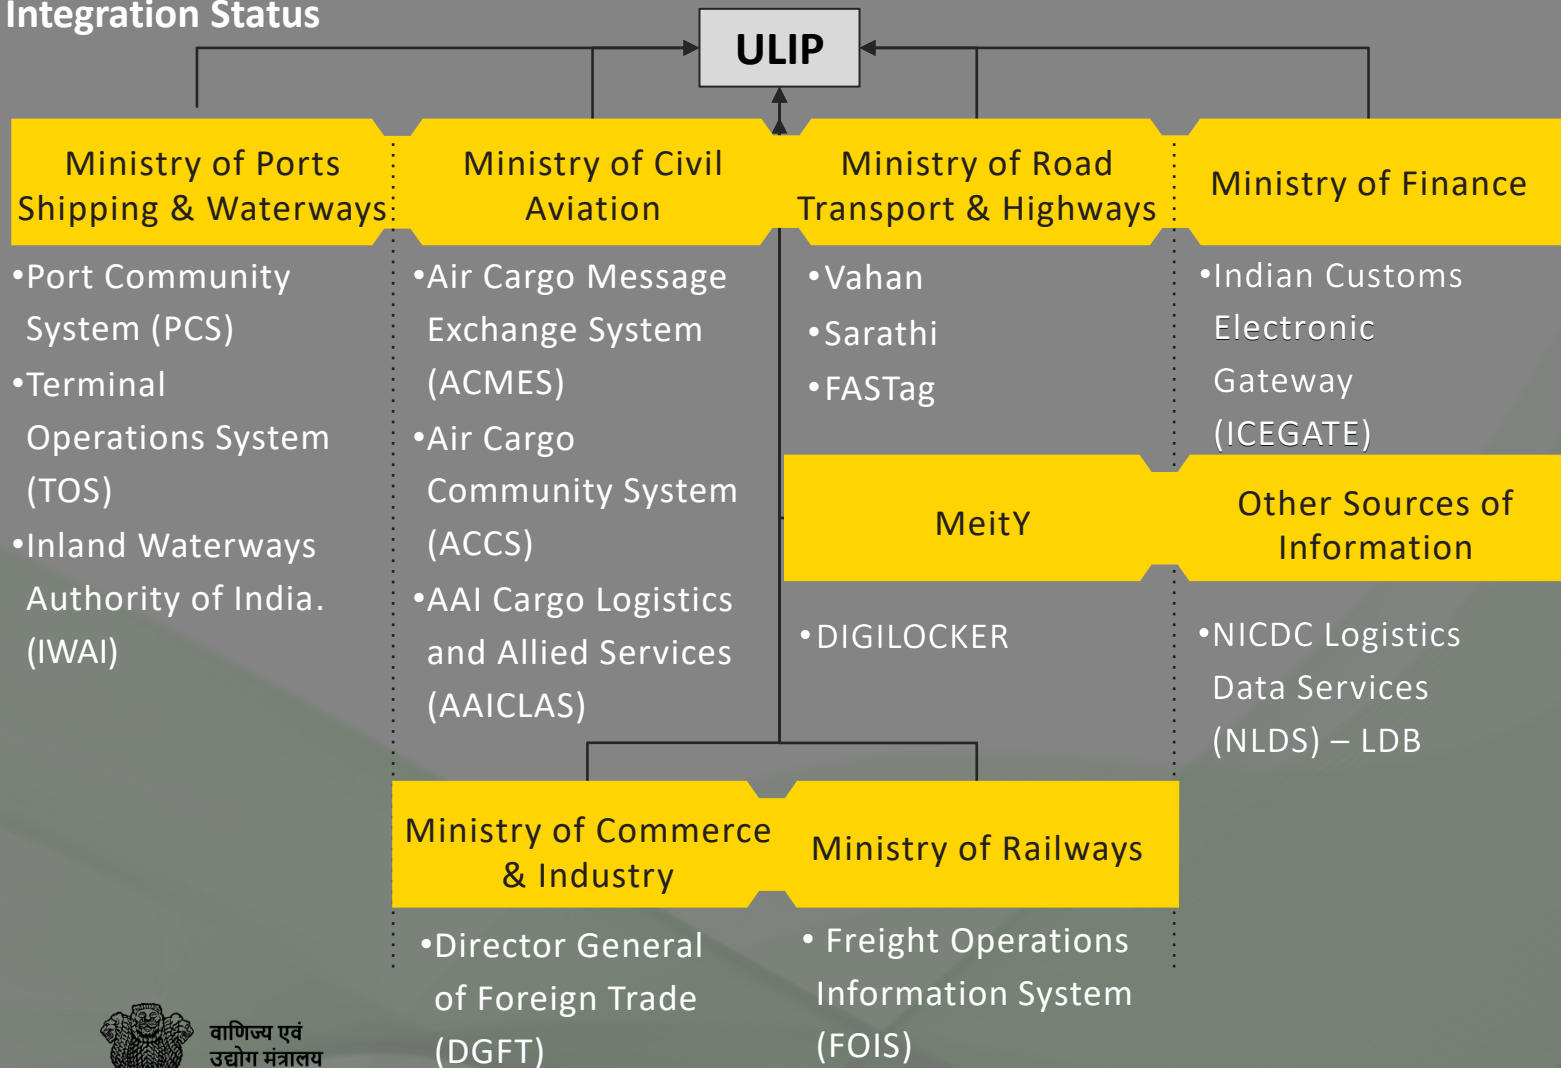 Integration Status
ULIP
Ministry of Ports
Shipping & Waterways
•Port Community
System (PCS)
•Terminal
Operations System
(TOS)
•Inland Waterways
Authority of India.
(IWAI)
Ministry of Civil
Aviation
•Air Cargo Message
Exchange System
(ACMES)
•Air Cargo
Community System
(ACCS)
•AAI Cargo Logistics
and Allied Services
(AAICLAS)
Ministry of Road
Transport & Highways
•Vahan
•Sarathi
•FASTag
Ministry of Finance
•Indian Customs
Electronic
Gateway
(ICEGATE)
MeitY
•DIGILOCKER
Other Sources of
Information
•NICDC Logistics
Data Services
(NLDS) – LDB
Ministry of Commerce
& Industry
•Director General
of Foreign Trade
(DGFT)
Ministry of Railways
• Freight Operations
Information System
(FOIS)
वाणिज्य एवं
उद्योग मंत्रालय